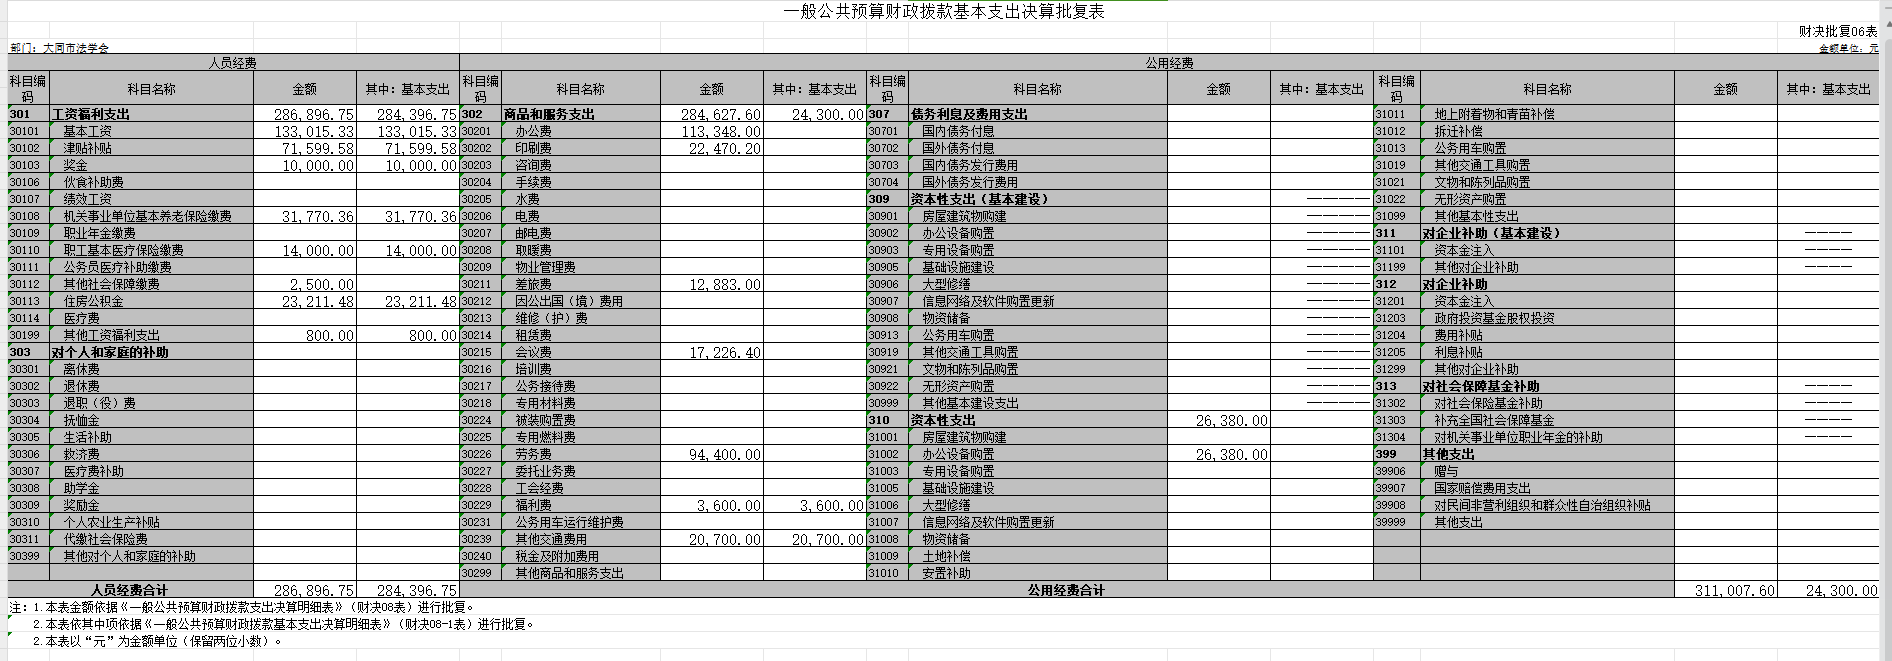 一般公共预算财政拨款基本支出决算批复表
财决批复06表
部门：大同市法学会 金额单位：元
人员经费 公用经费
科目编码 科目名称 金额 其中：基本支出 科目编码 科目名称 金额 其中：基本支出 科目编码 科目名称 金额 其中：基本支出 科目编码 科目名称 金额 其中：基本支出
301 工资福利支出 286,896.75 284,396.75 302 商品和服务支出 284,627.60 24,300.00 307 债务利息及费用支出 31011 地上附着物和青苗补偿
30101 基本工资 133,015.33 133,015.33 30201 办公费 113,348.00 30701 国内债务付息 31012 拆迁补偿
30102 津贴补贴 71,599.58 71,599.58 30202 印刷费 22,470.20 30702 国外债务付息 31013 公务用车购置
30103 奖金 10,000.00 10,000.00 30203 咨询费 30703 国内债务发行费用 31019 其他交通工具购置
30106 伙食补助费 30204 手续费 30704 国外债务发行费用 31021 文物和陈列品购置
30107 绩效工资 30205 水费 309 资本性支出（基本建设） ———— 31022 无形资产购置
30108 机关事业单位基本养老保险缴费 31,770.36 31,770.36 30206 电费 30901 房屋建筑物购建 ———— 31099 其他基本性支出
30109 职业年金缴费 30207 邮电费 30902 办公设备购置 ———— 311 对企业补助（基本建设） ————
30110 职工基本医疗保险缴费 14,000.00 14,000.00 30208 取暖费 30903 专用设备购置 ———— 31101 资本金注入 ————
30111 公务员医疗补助缴费 30209 物业管理费 30905 基础设施建设 ———— 31199 其他对企业补助 ————
30112 其他社会保障缴费 2,500.00 30211 差旅费 12,883.00 30906 大型修缮 ———— 312 对企业补助
30113 住房公积金 23,211.48 23,211.48 30212 因公出国（境）费用 30907 信息网络及软件购置更新 ———— 31201 资本金注入
30114 医疗费 30213 维修（护）费 30908 物资储备 ———— 31203 政府投资基金股权投资
30199 其他工资福利支出 800.00 800.00 30214 租赁费 30913 公务用车购置 ———— 31204 费用补贴
303 对个人和家庭的补助 30215 会议费 17,226.40 30919 其他交通工具购置 ———— 31205 利息补贴
30301 离休费 30216 培训费 30921 文物和陈列品购置 ———— 31299 其他对企业补助
30302 退休费 30217 公务接待费 30922 无形资产购置 ———— 313 对社会保障基金补助 ————
30303 退职（役）费 30218 专用材料费 30999 其他基本建设支出 ———— 31302 对社会保险基金补助 ————
30304 抚恤金 30224 被装购置费 310 资本性支出 26,380.00 31303 补充全国社会保障基金 ————
30305 生活补助 30225 专用燃料费 31001 房屋建筑物购建 31304 对机关事业单位职业年金的补助 ————
30306 救济费 30226 劳务费 94,400.00 31002 办公设备购置 26,380.00 399 其他支出
30307 医疗费补助 30227 委托业务费 31003 专用设备购置 39906 赠与
30308 助学金 30228 工会经费 31005 基础设施建设 39907 国家赔偿费用支出
30309 奖励金 30229 福利费 3,600.00 3,600.00 31006 大型修缮 39908 对民间非营利组织和群众性自治组织补贴
30310 个人农业生产补贴 30231 公务用车运行维护费 31007 信息网络及软件购置更新 39999 其他支出
30311 代缴社会保险费 30239 其他交通费用 20,700.00 20,700.00 31008 物资储备
30399 其他对个人和家庭的补助 30240 税金及附加费用 31009 土地补偿
30299 其他商品和服务支出 31010 安置补助
人员经费合计 286,896.75 284,396.75 公用经费合计 311,007.60 24,300.00
注：1.本表金额依据《一般公共预算财政拨款支出决算明细表》（财决08表）进行批复。
2.本表依其中项依据《一般公共预算财政拨款基本支出决算明细表》（财决08-1表）进行批复。
2.本表以“元”为金额单位（保留两位小数）。